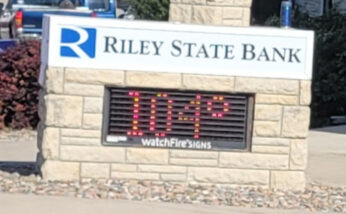 R RILEY STATE BANK
104°
watchFire®SIGNS